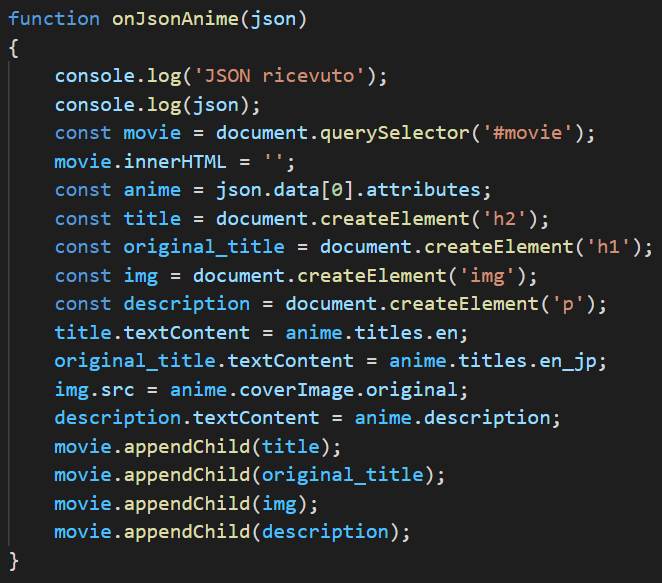 function onJsonAnime(json)
{
    console.log('JSON ricevuto');
    console.log(json);
    const movie = document.querySelector('#movie');
    movie.innerHTML = '';
    const anime = json.data[0].attributes;
    const title = document.createElement('h2');
    const original_title = document.createElement('h1');
    const img = document.createElement('img');
    const description = document.createElement('p');
    title.textContent = anime.titles.en;
    original_title.textContent = anime.titles.en_jp;
    img.src = anime.coverImage.original;
    description.textContent = anime.description;
    movie.appendChild(title);
    movie.appendChild(original_title);
    movie.appendChild(img);
    movie.appendChild(description);
}